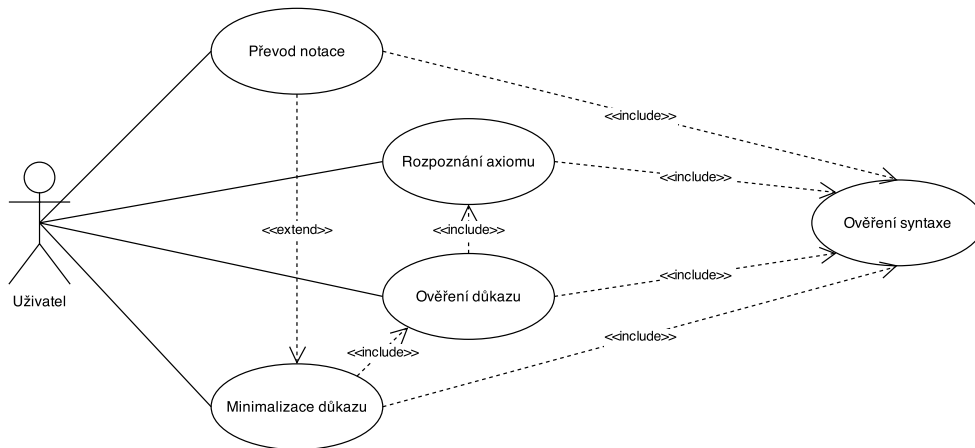 Převod notace
<<include>>
Rozpoznání axiomu
<<include>>
Ověření syntaxe
<<extend>>
<<include>>
<<include>>
Ověření důkazu
Uživatel
<<include>>
<<include>>
Minimalizace důkazu